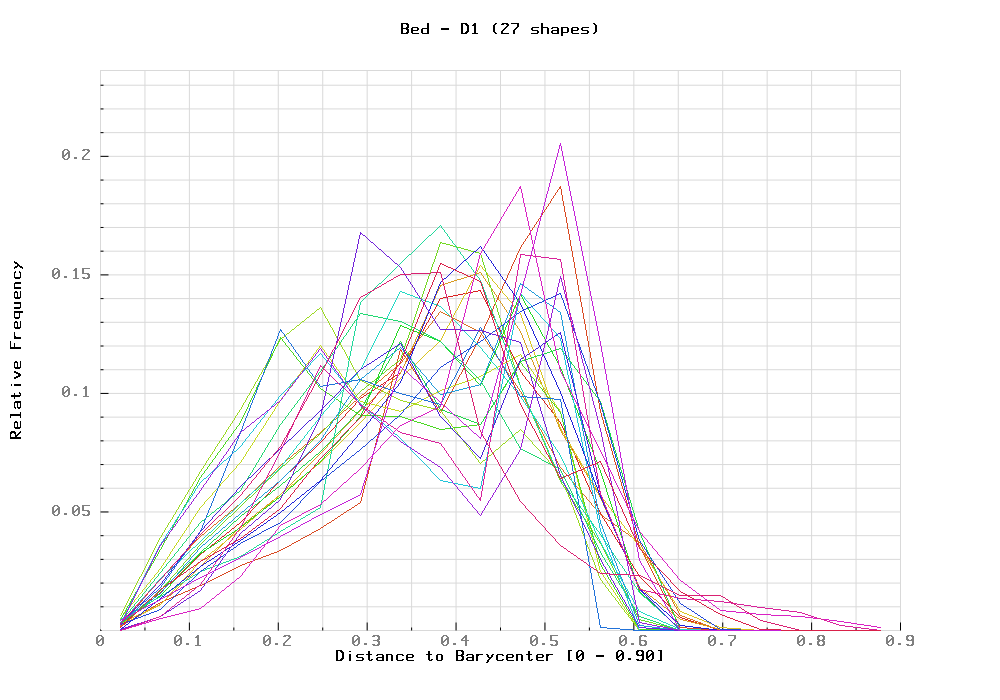 Bed - D1 (27 shapes)
Relative Frequency
0.2
0.15
0.1
0.05
0 0.1 0.2 0.3 0.4 0.5 0.6 0.7 0.8 0.9
Distance to Barycenter [0 - 0.90]